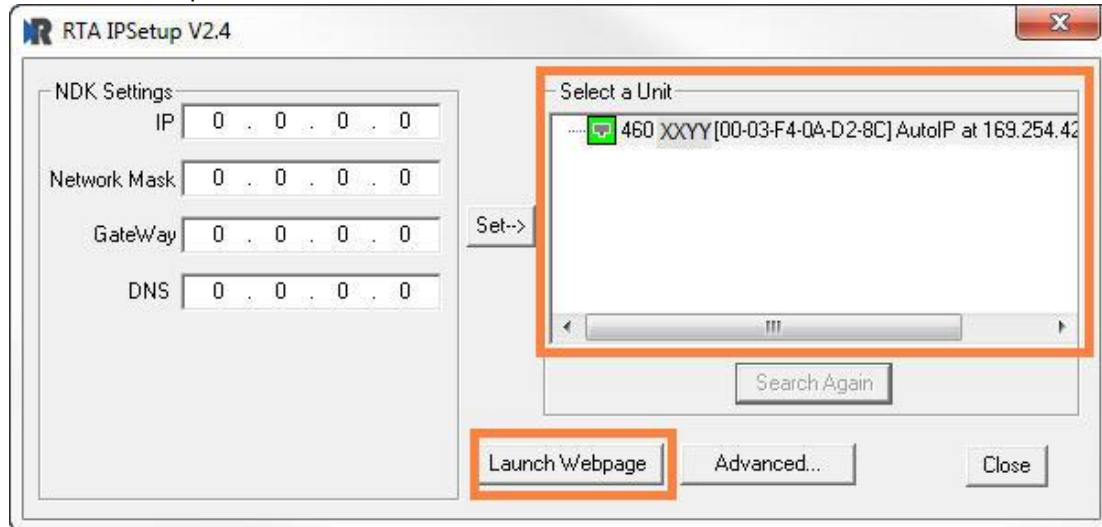 RTA IPSetup V2.4
NDK Settings
IP 0 . 0 . 0 . 0
Network Mask 0 . 0 . 0 . 0
GateWay 0 . 0 . 0 . 0
DNS 0 . 0 . 0 . 0
Set-->
Select a Unit
460 XXYY [00-03-F4-0A-D2-8C] AutoIP at 169.254.42
Search Again
Launch Webpage
Advanced...
Close